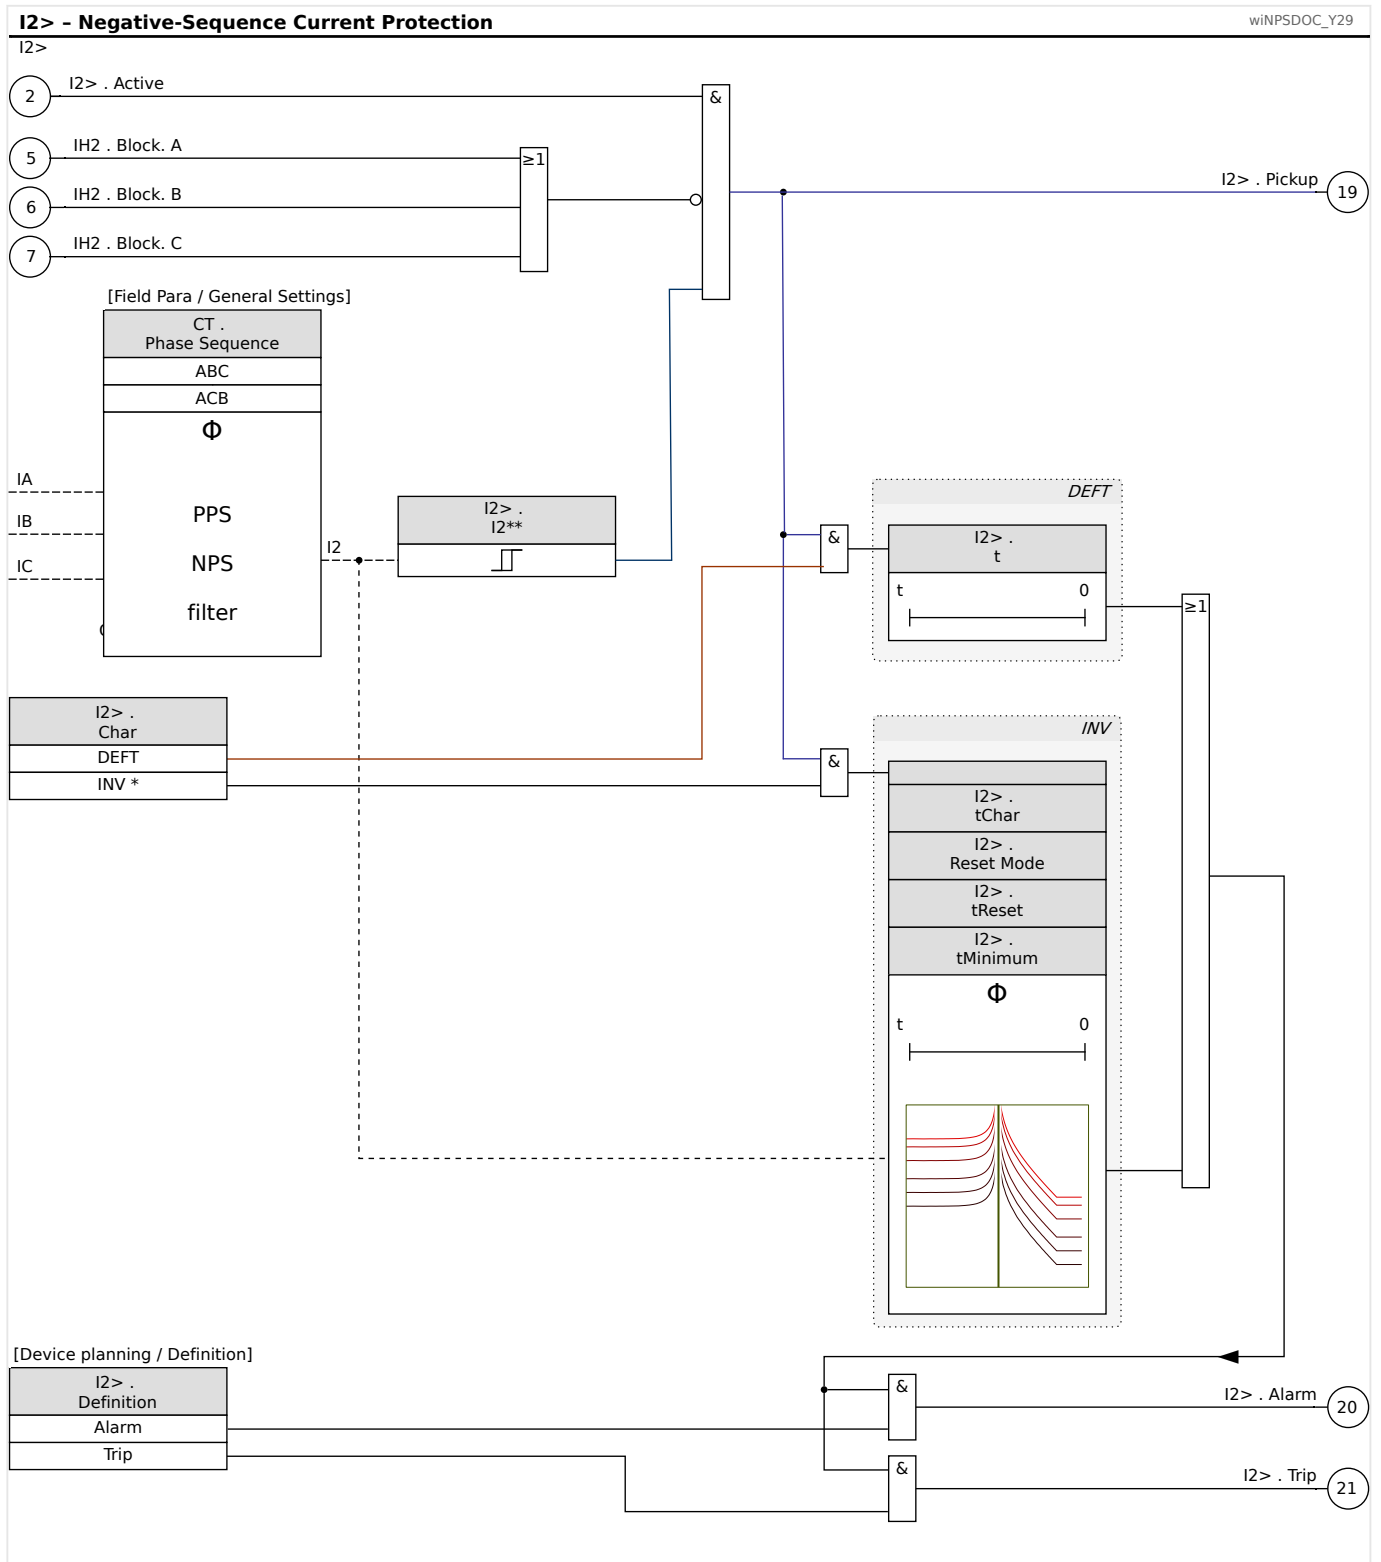 I2> – Negative-Sequence Current Protection
wiNPSDOC_Y29
I2>
2
I2> . Active
&
5
IH2 . Block. A
≥1
6
IH2 . Block. B
7
IH2 . Block. C
I2> . Pickup
19
[Field Para / General Settings]
CT .
Phase Sequence
ABC
ACB
Φ
PPS
NPS
filter
IA
IB
IC
I2
I2> .
I2**
&
DEFT
I2> .
t
t
0
≥1
I2> .
Char
DEFT
INV *
&
INV
I2> .
tChar
I2> .
Reset Mode
I2> .
tReset
I2> .
tMinimum
Φ
t
0
[Device planning / Definition]
I2> .
Definition
Alarm
Trip
&
I2> . Alarm
20
&
I2> . Trip
21